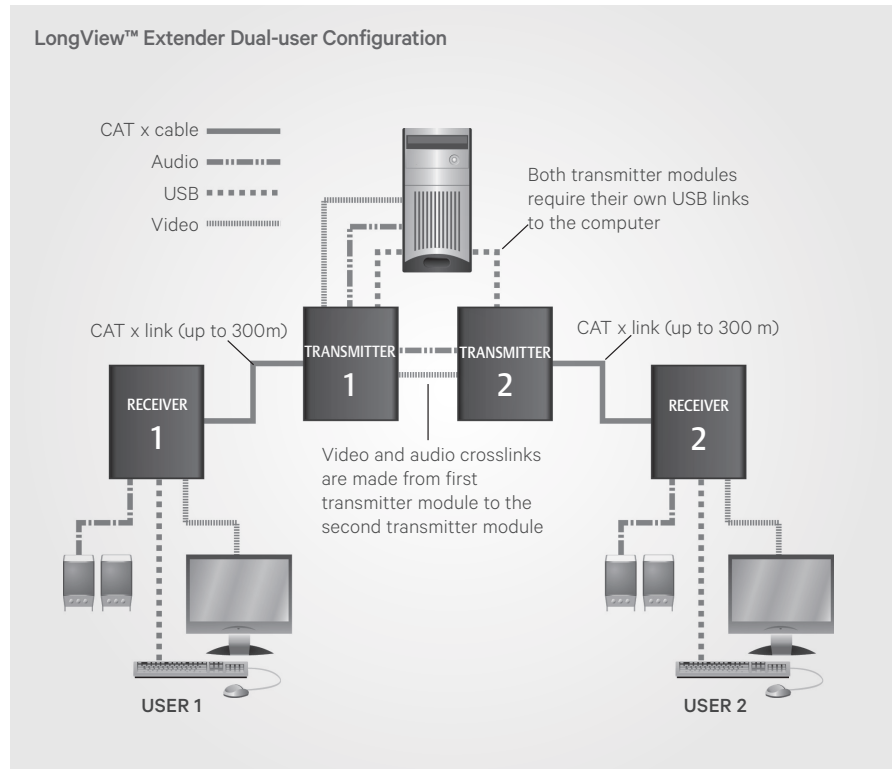 LongView™ Extender Dual-user Configuration
CAT x cable
Audio
USB
Video
Both transmitter modules
require their own USB links
to the computer
CAT x link (up to 300m)
CAT x link (up to 300 m)
TRANSMITTER
1
TRANSMITTER
2
RECEIVER
1
RECEIVER
2
Video and audio crosslinks
are made from first
transmitter module to the
second transmitter module
USER 1
USER 2